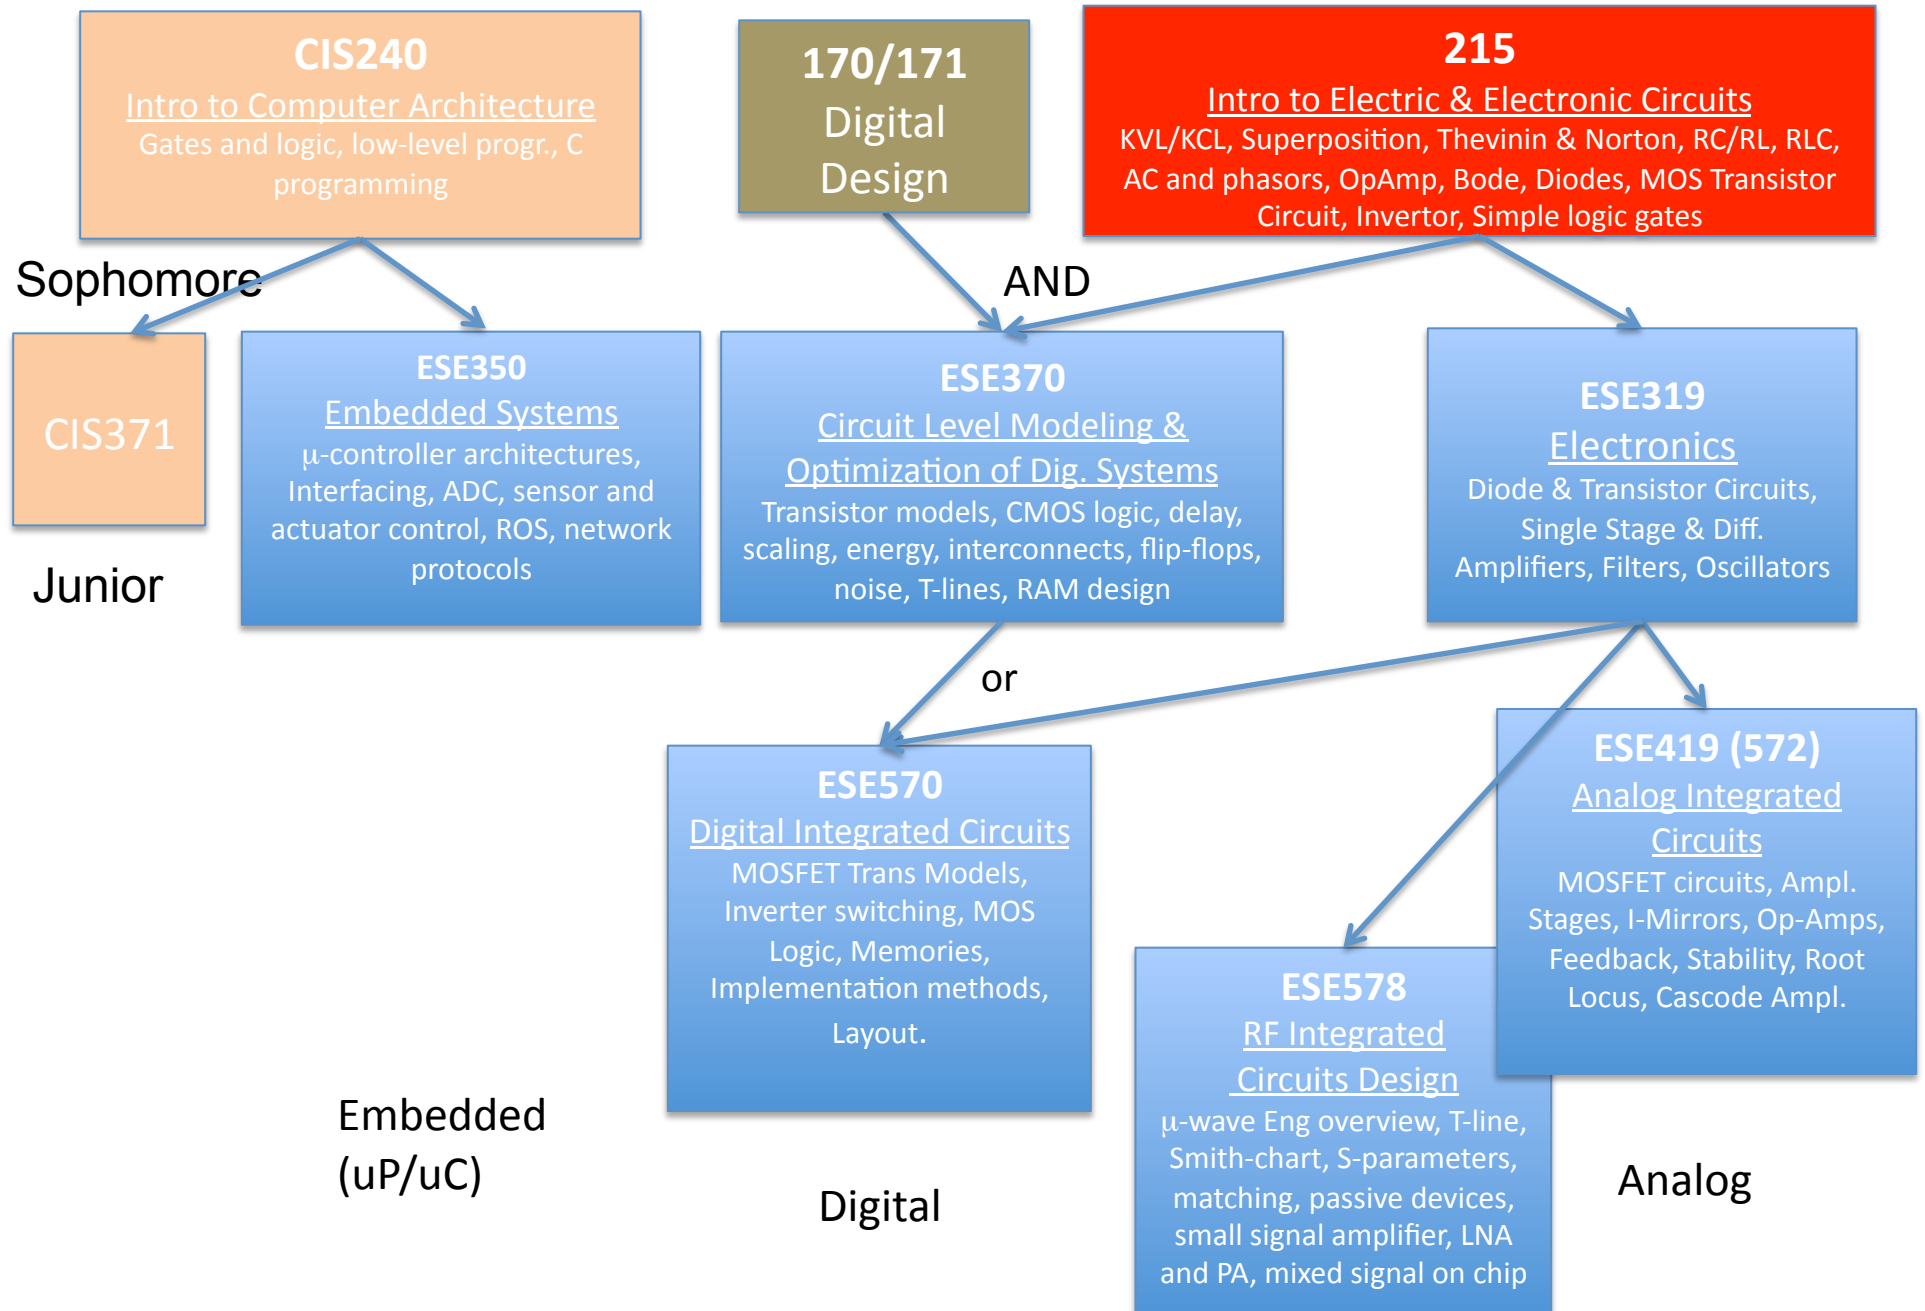 CIS240
Intro to Computer Architecture
Gates and logic, low-level progr., C
programming
170/171
Digital
Design
215
Intro to Electric & Electronic Circuits
KVL/KCL, Superposition, Thevinin & Norton, RC/RL, RLC,
AC and phasors, OpAmp, Bode, Diodes, MOS Transistor
Circuit, Invertor, Simple logic gates
Sophomore
AND
CIS371
ESE350
Embedded Systems
μ-controller architectures,
Interfacing, ADC, sensor and
actuator control, ROS, network
protocols
ESE370
Circuit Level Modeling &
Optimization of Dig. Systems
Transistor models, CMOS logic, delay,
scaling, energy, interconnects, flip-flops,
noise, T-lines, RAM design
ESE319
Electronics
Diode & Transistor Circuits,
Single Stage & Diff.
Amplifiers, Filters, Oscillators
Junior
or
ESE570
Digital Integrated Circuits
MOSFET Trans Models,
Inverter switching, MOS
Logic, Memories,
Implementation methods,
Layout.
ESE419 (572)
Analog Integrated
Circuits
MOSFET circuits, Ampl.
Stages, I-Mirrors, Op-Amps,
Feedback, Stability, Root
Locus, Cascode Ampl.
ESE578
RF Integrated
Circuits Design
μ-wave Eng overview, T-line,
Smith-chart, S-parameters,
matching, passive devices,
small signal amplifier, LNA
and PA, mixed signal on chip
Embedded
(uP/uC)
Digital
Analog